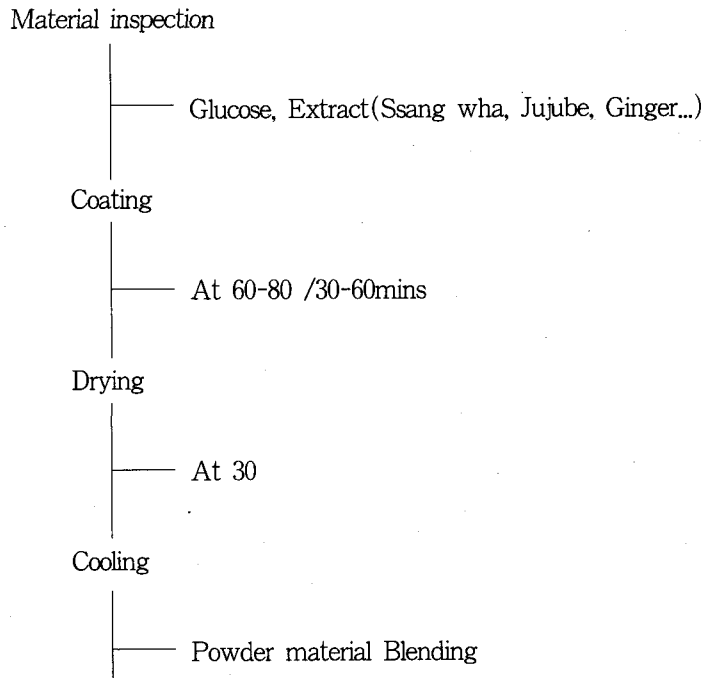 Material inspection
Glucose, Extract(Ssang wha, Jujube, Ginger...)
Coating
At 60-80 /30-60mins
Drying
At 30
Cooling
Powder material Blending